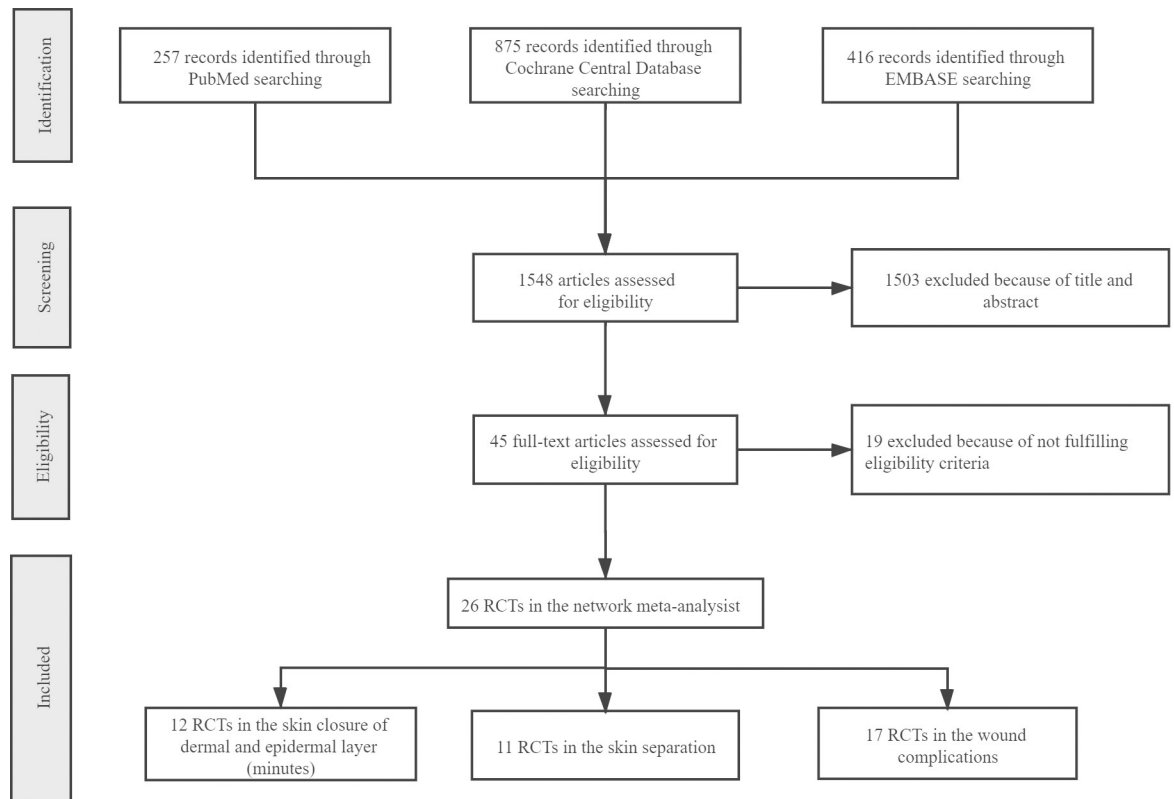 Identification
257 records identified through
PubMed searching
875 records identified through
Cochrane Central Database
searching
416 records identified through
EMBASE searching
Screening
1548 articles assessed
for eligibility
1503 excluded because of title and
abstract
Eligibility
45 full-text articles assessed for
eligibility
19 excluded because of not fulfilling
eligibility criteria
Included
26 RCTs in the network meta-analysist
12 RCTs in the skin closure of
dermal and epidermal layer
(minutes)
11 RCTs in the skin separation
17 RCTs in the wound
complications